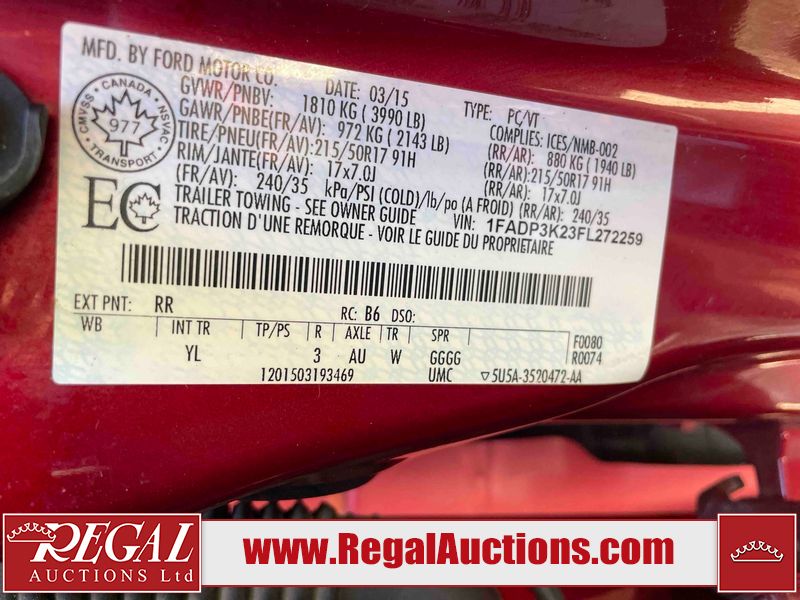 MFD. BY FORD MOTOR CO.
DATE: 03/15
TYPE: PC/VT
GVWR/PNBV: 1810 KG ( 3990 LB)
COMPLIES: ICES/NMB-002
GAWR/PNBE(FR/AV): 972 KG ( 2143 LB)
(RR/AR): 880 KG ( 1940 LB)
TIRE/PNEU(FR/AV): 215/50R17 91H
(RR/AR): 215/50R17 91H
RIM/JANTE(FR/AV): 17x7.0J
(RR/AR): 17x7.0J
(FR/AV): 240/35 kPa/PSI (COLD)/lb/po (A FROID) (RR/AR): 240/35
TRAILER TOWING - SEE OWNER GUIDE
VIN: 1FADP3K23FL272259
TRACTION D'UNE REMORQUE - VOIR LE GUIDE DU PROPRIETAIRE
CANADA
CMVSS
NSVAC
977
TRANSPORT
EC
EXT PNT: RR
RC: B6 DSO:
WB INT TR TP/PS R AXLE TR SPR
F0080
YL 3 AU W GGGG
R0074
1201503193469 UMC ▽5U5A-3520472-AA
REGAL
AUCTIONS Ltd
www.RegalAuctions.com